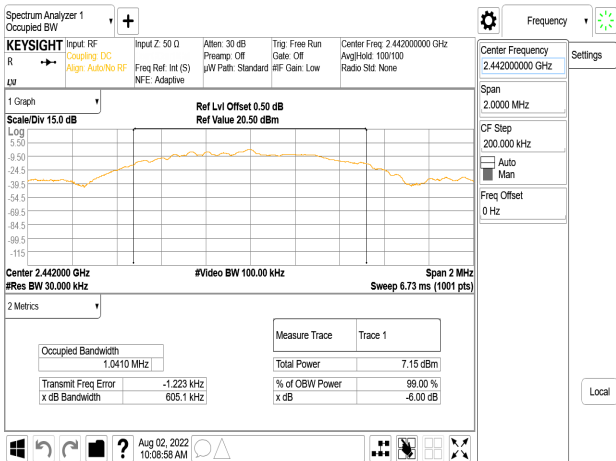 Spectrum Analyzer 1
Occupied BW
Frequency
KEYSIGHT
R
LXI
Input: RF
Coupling: DC
Align: Auto/No RF
Input Z: 50 Ω
Freq Ref: Int (S)
NFE: Adaptive
Atten: 30 dB
Preamp: Off
µW Path: Standard
Trig: Free Run
Gate: Off
#IF Gain: Low
Center Freq: 2.442000000 GHz
Avg|Hold: 100/100
Radio Std: None
Center Frequency
2.442000000 GHz
Settings
Span
2.0000 MHz
CF Step
200.000 kHz
Auto
Man
Freq Offset
0 Hz
Local
1 Graph
Scale/Div 15.0 dB
Ref Lvl Offset 0.50 dB
Ref Value 20.50 dBm
Log
5.50
-9.50
-24.5
-39.5
-54.5
-69.5
-84.5
-99.5
-115
Center 2.442000 GHz
#Video BW 100.00 kHz
Span 2 MHz
#Res BW 30.000 kHz
Sweep 6.73 ms (1001 pts)
2 Metrics
Measure Trace Trace 1
Occupied Bandwidth
1.0410 MHz
Total Power 7.15 dBm
Transmit Freq Error -1.223 kHz
% of OBW Power 99.00 %
x dB Bandwidth 605.1 kHz
x dB -6.00 dB
Aug 02, 2022
10:08:58 AM